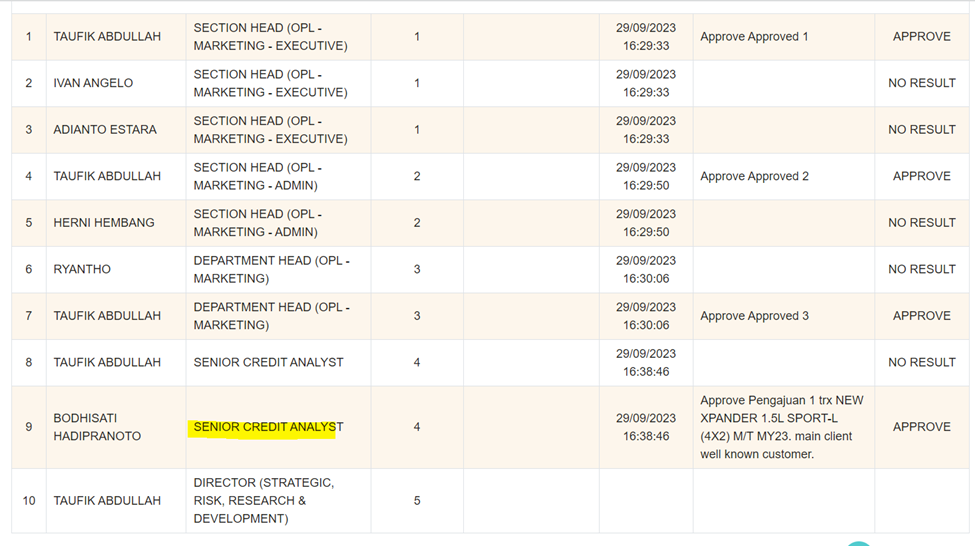 1 TAUFIK ABDULLAH SECTION HEAD (OPL - 1 29/09/2023 Approve Approved 1 APPROVE
MARKETING - EXECUTIVE) 16:29:33
2 IVAN ANGELO SECTION HEAD (OPL - 1 29/09/2023 NO RESULT
MARKETING - EXECUTIVE) 16:29:33
3 ADIANTO ESTARA SECTION HEAD (OPL - 1 29/09/2023 NO RESULT
MARKETING - EXECUTIVE) 16:29:33
4 TAUFIK ABDULLAH SECTION HEAD (OPL - 2 29/09/2023 Approve Approved 2 APPROVE
MARKETING - ADMIN) 16:29:50
5 HERNI HEMBANG SECTION HEAD (OPL - 2 29/09/2023 NO RESULT
MARKETING - ADMIN) 16:29:50
6 RYANTHO DEPARTMENT HEAD (OPL - 3 29/09/2023 NO RESULT
MARKETING) 16:30:06
7 TAUFIK ABDULLAH DEPARTMENT HEAD (OPL - 3 29/09/2023 Approve Approved 3 APPROVE
MARKETING) 16:30:06
8 TAUFIK ABDULLAH SENIOR CREDIT ANALYST 4 29/09/2023 NO RESULT
16:38:46
9 BODHISATI SENIOR CREDIT ANALYST 4 29/09/2023 Approve Pengajuan 1 trx NEW APPROVE
HADIPRANOTO 16:38:46 XPANDER 1.5L SPORT-L
(4X2) M/T MY23. main client
well known customer.
10 TAUFIK ABDULLAH DIRECTOR (STRATEGIC, 5
RISK, RESEARCH &
DEVELOPMENT)